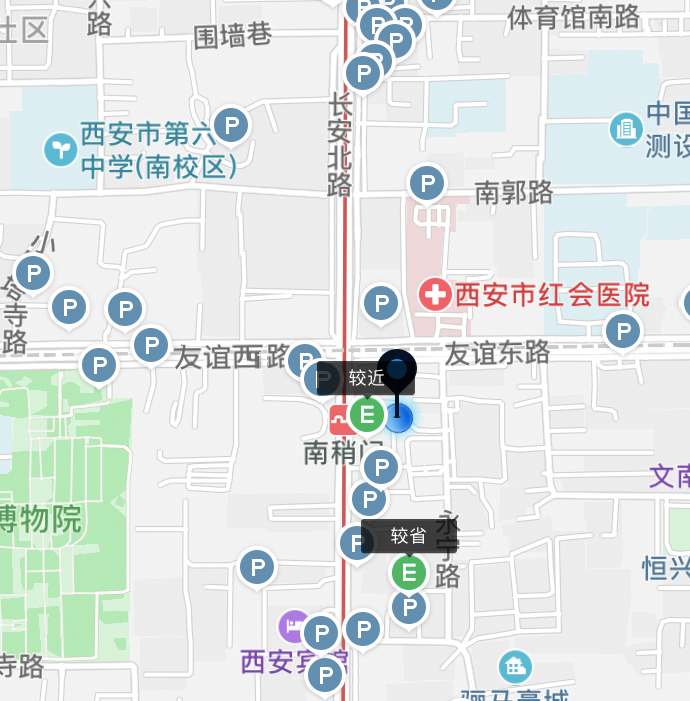 社区
六路
围墙巷
体育馆南路
长安北路
西安市第六
中学(南校区)
中国
测设
南郭路
小
寺路
西安市红会医院
友谊西路
友谊东路
较近
E
南稍门
P
文南
博物院
永宁路
较省
E
恒兴
西安宾馆
寺路
骊马豪城